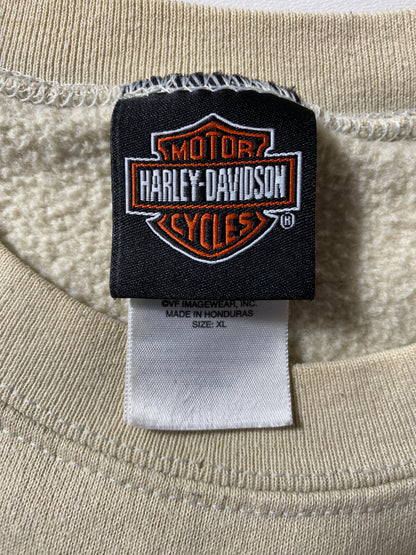 MOTOR
HARLEY-DAVIDSON
CYCLES
®
©VF IMAGEWEAR, INC.
MADE IN HONDURAS
SIZE: XL